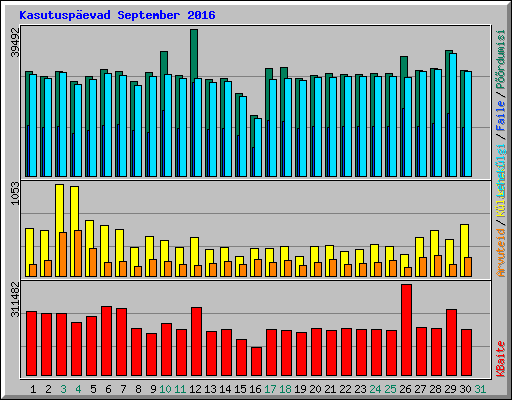 Kasutuspäevad September 2016
39492
1053
311482
Pöördumisi / Faile / Külgi
Külastusi / Arvuteid
KBaite
1 2 3 4 5 6 7 8 9 10 11 12 13 14 15 16 17 18 19 20 21 22 23 24 25 26 27 28 29 30 31